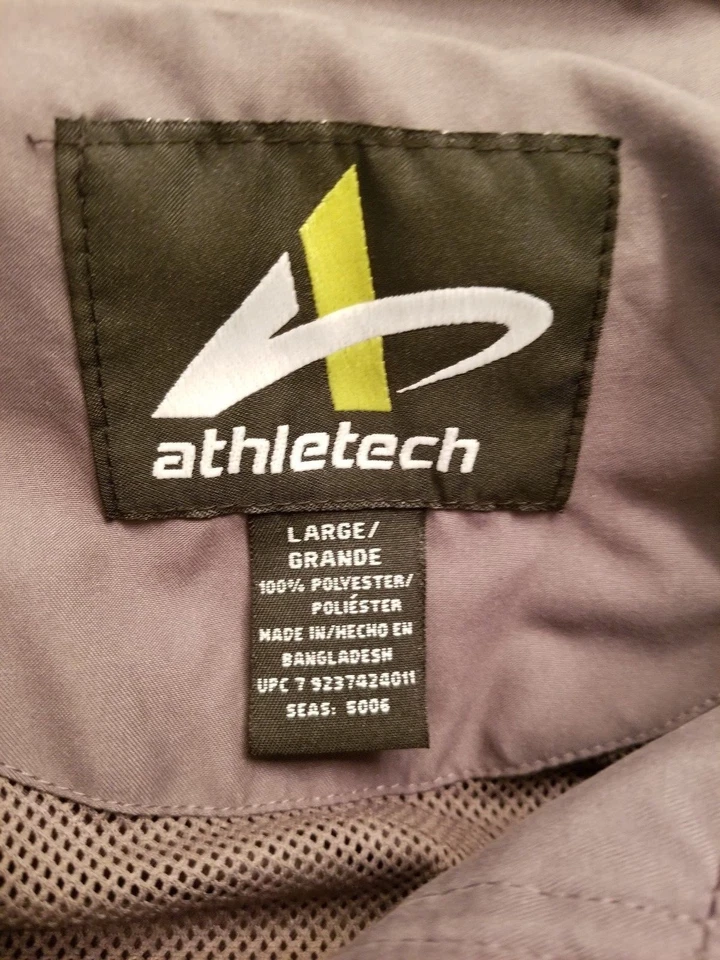 athletech
LARGE/
GRANDE
100% POLYESTER/
POLIÉSTER
MADE IN/HECHO EN
BANGLADESH
UPC 7 9237424011
SEAS: 5006